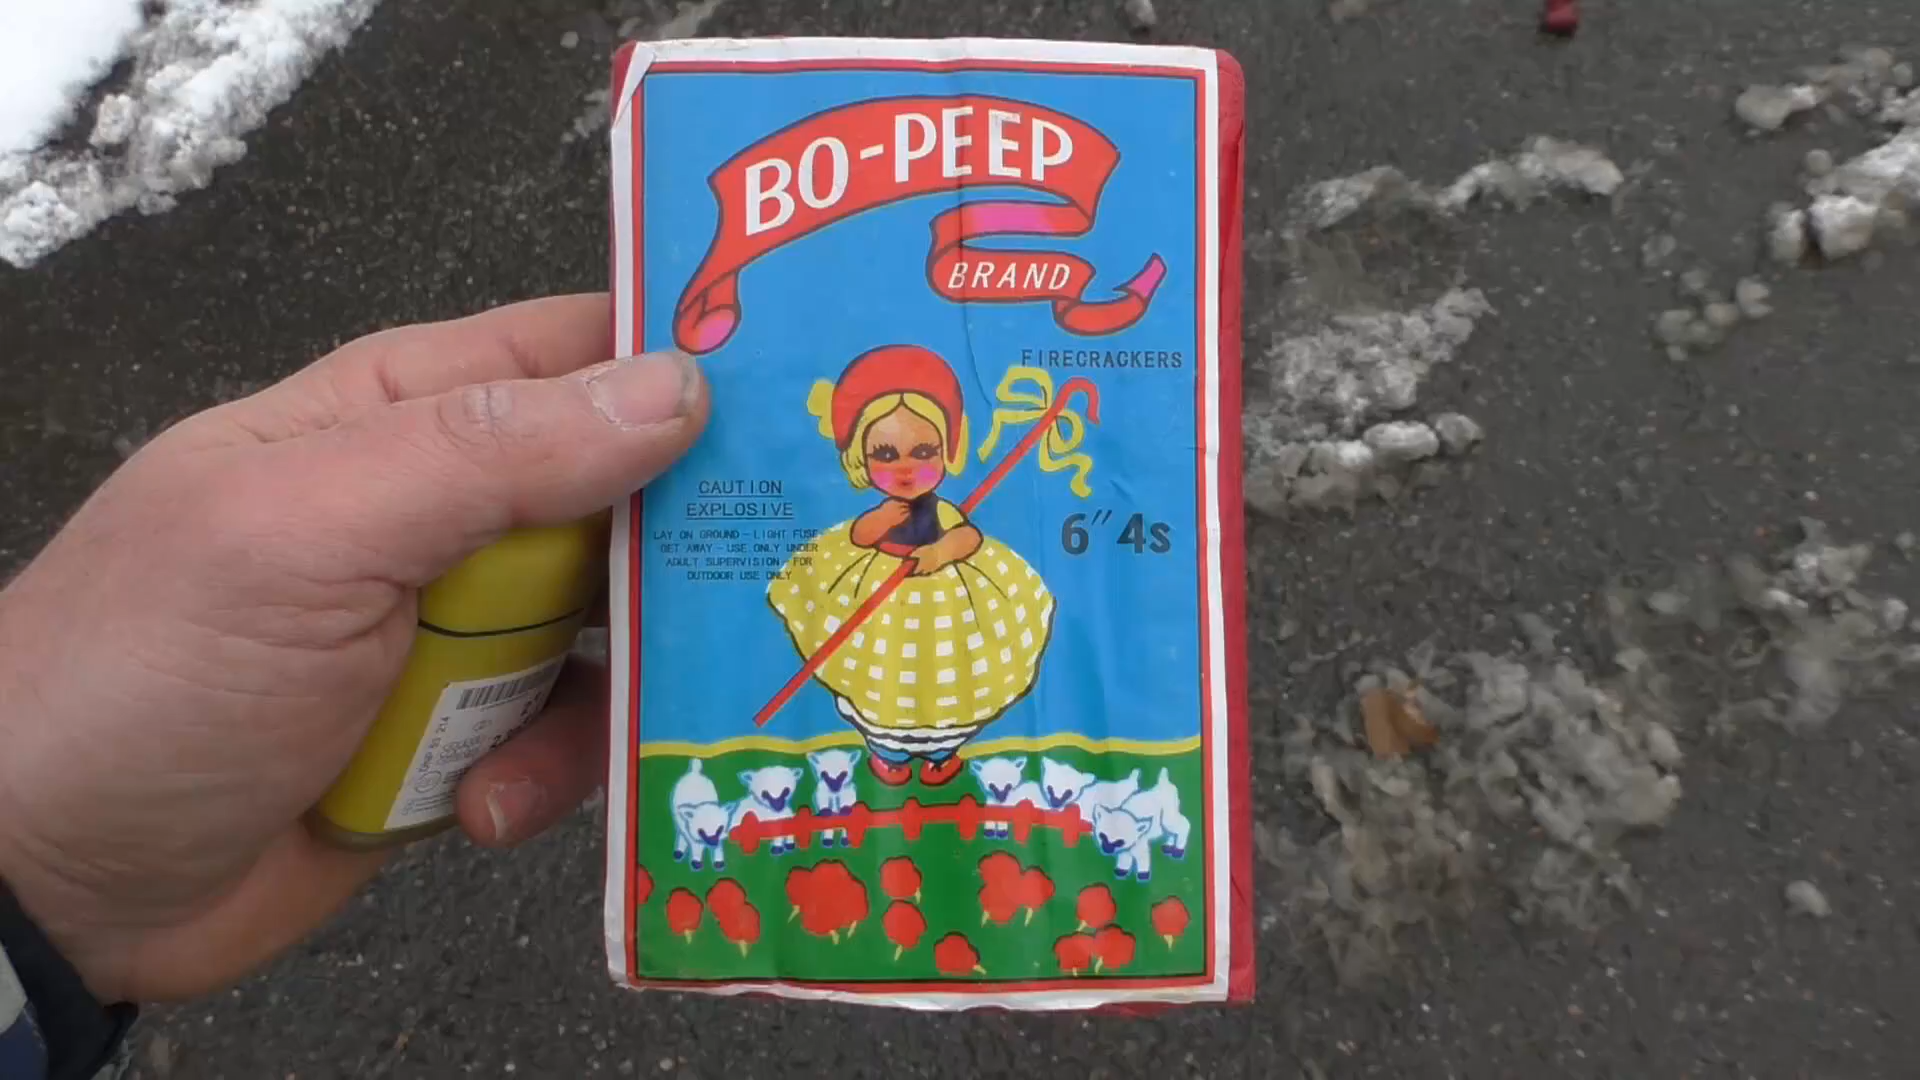 BO-PEEP
BRAND
FIRECRACKERS
CAUTION
EXPLOSIVE
6" 4s
LAY ON GROUND - LIGHT FUSE-
GET AWAY - USE ONLY UNDER
ADULT SUPERVISION - FOR
OUTDOOR USE ONLY